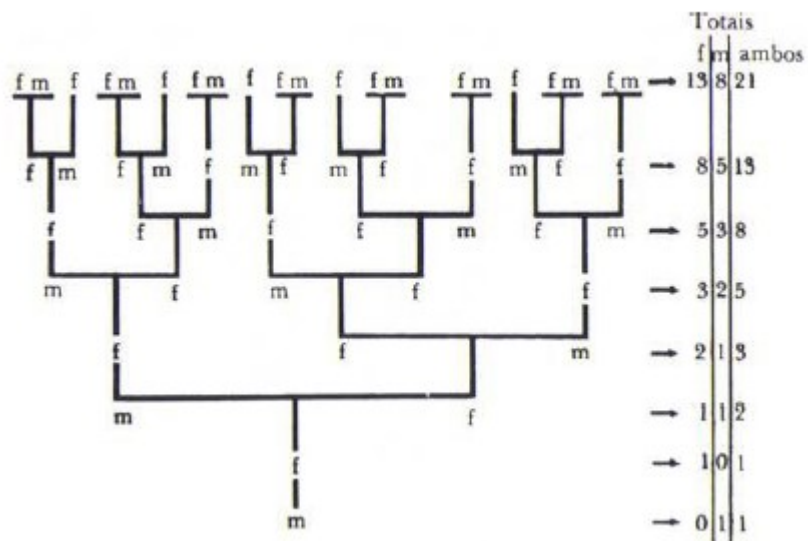 Totais
f m ambos
f m f f m f f m f f m f f m f m f f m f m → 13 8 21
f m f m f m f m f f m f f → 8 5 13
f f m f f m f m → 5 3 8
m f m f f → 3 2 5
f f m → 2 1 3
m f → 1 1 2
f → 1 0 1
m → 0 1 1